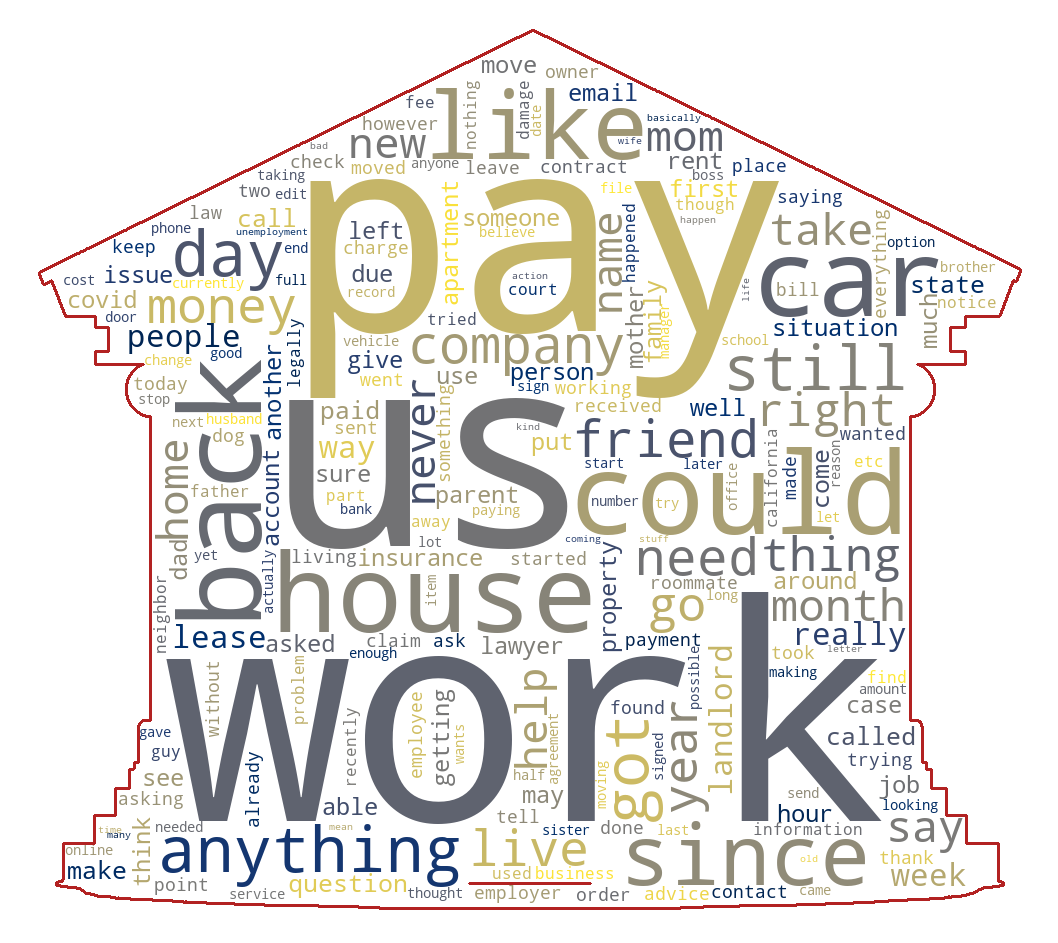 move
owner
fee
like
nothing
damage
date
email
basically
however
new
wife
mom
bad
check
moved
anyone
leave
contract
rent
boss
place
taking
two
edit
pay
file
first
though
saying
law
call
left
apartment
someone
believe
name
happened
happen
take
everything
option
phone
unemployment
keep
day
end
charge
issue
full
due
action
court
life
car
brother
state
cost
currently
record
bill
notice
covid
money
mother
family
manager
much
door
tried
situation
people
vehicle
company
school
good
legally
give
person
still
change
went
use
sign
working
today
back
another
account
stop
never
something
paid
received
well
right
next
husband
sent
kind
wanted
dog
way
us
put
friend
home
sure
start
later
california
made
come
reason
etc
father
part
parent
number
try
office
could
let
bank
paying
dad
away
yet
lot
coming
stuff
living
insurance
started
need
thing
actually
house
item
property
roommate
around
neighbor
go
long
month
lease
asked
claim
ask
lawyer
payment
really
enough
letter
took
making
find
without
problem
work
help
possible
landlord
amount
found
year
case
gave
recently
employee
getting
wants
agreement
got
signed
called
guy
trying
see
half
moving
job
asking
already
able
may
send
looking
hour
time
many
needed
mean
tell
sister
done
last
information
say
online
think
anything
live
since
old
thank
make
used
business
week
point
question
service
thought
employer
order
advice
contact
came